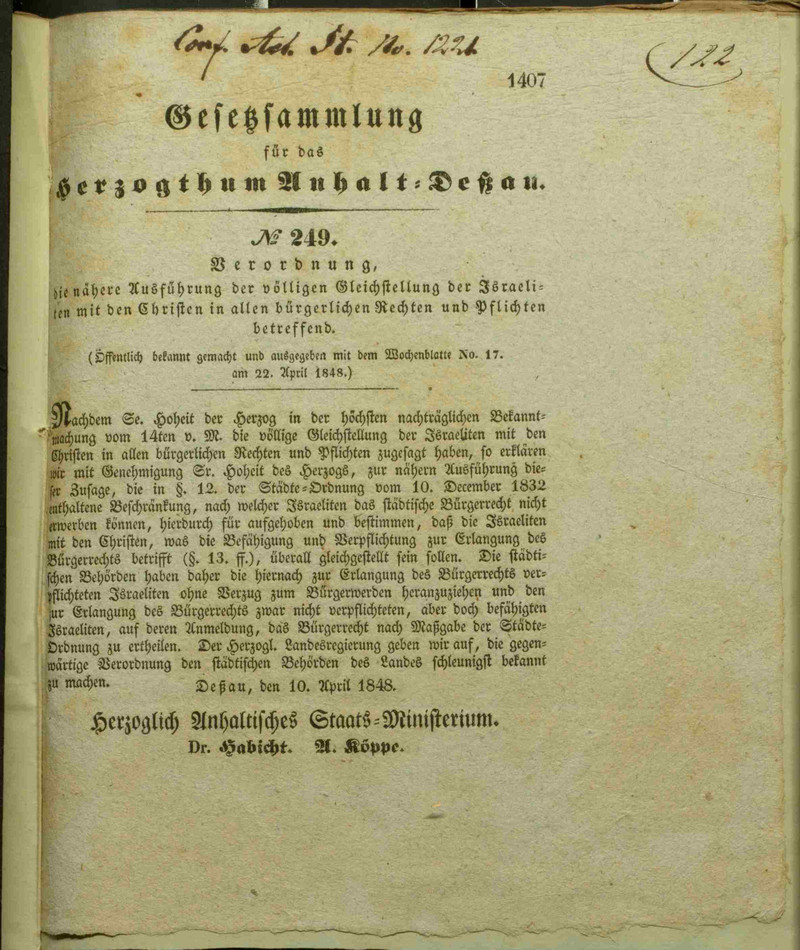 Conf. Act. St. No. 1221
122
1407
Gesetzsammlung
für das
Herzogthum Anhalt-Deßau.
№ 249.
Verordnung,
die nähere Ausführung der völligen Gleichstellung der Israeli-
ten mit den Christen in allen bürgerlichen Rechten und Pflichten
betreffend.
(Öffentlich bekannt gemacht und ausgegeben mit dem Wochenblatte No. 17.
am 22. April 1848.)
Nachdem Se. Hoheit der Herzog in der höchsten nachträglichen Bekannt-
machung vom 14ten v. M. die völlige Gleichstellung der Israeliten mit den
Christen in allen bürgerlichen Rechten und Pflichten zugesagt haben, so erklären
wir mit Genehmigung Sr. Hoheit des Herzogs, zur nähern Ausführung die-
ser Zusage, die in §. 12. der Städte-Ordnung vom 10. December 1832
enthaltene Beschränkung, nach welcher Israeliten das städtische Bürgerrecht nicht
erwerben können, hierdurch für aufgehoben und bestimmen, daß die Israeliten
mit den Christen, was die Befähigung und Verpflichtung zur Erlangung des
Bürgerrechts betrifft (§. 13. ff.), überall gleichgestellt sein sollen. Die städti-
schen Behörden haben daher die hiernach zur Erlangung des Bürgerrechts ver-
pflichteten Israeliten ohne Verzug zum Bürgerwerden heranzuziehen und den
zur Erlangung des Bürgerrechts zwar nicht verpflichteten, aber doch befähigten
Israeliten, auf deren Anmeldung, das Bürgerrecht nach Maßgabe der Städte-
Ordnung zu ertheilen. Der Herzogl. Landesregierung geben wir auf, die gegen-
wärtige Verordnung den städtischen Behörden des Landes schleunigst bekannt
zu machen.
Deßau, den 10. April 1848.
Herzoglich Anhaltisches Staats-Ministerium.
Dr. Habicht. A. Köppe.